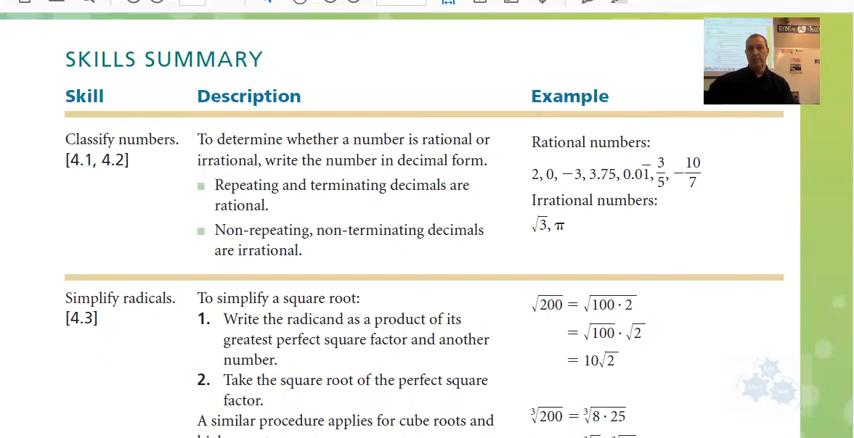 SKILLS SUMMARY
Skill Description Example
Classify numbers.
[4.1, 4.2]
To determine whether a number is rational or
irrational, write the number in decimal form.
■ Repeating and terminating decimals are
rational.
■ Non-repeating, non-terminating decimals
are irrational.
Rational numbers:
2, 0, −3, 3.75, 0.01̅, 3/5, −10/7
Irrational numbers:
√3, π
Simplify radicals.
[4.3]
To simplify a square root:
1. Write the radicand as a product of its
greatest perfect square factor and another
number.
2. Take the square root of the perfect square
factor.
A similar procedure applies for cube roots and
√200 = √100 · 2
= √100 · √2
= 10√2
∛200 = ∛8 · 25